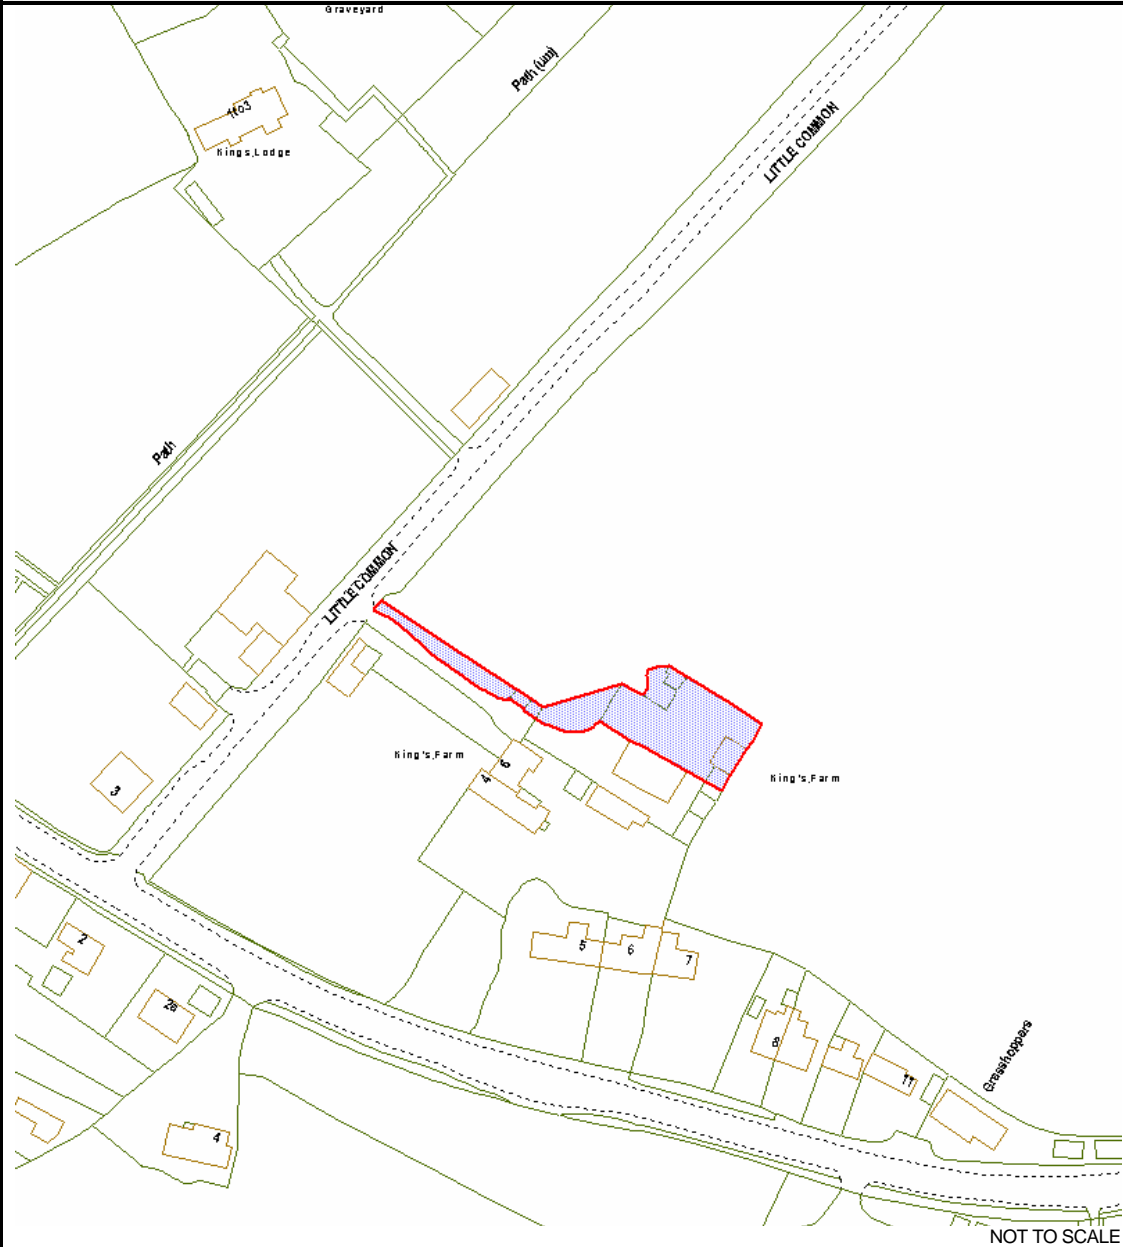 Graveyard
Path (um)
1to3
Kings Lodge
LITTLE COMMON
Path
LITTLE COMMON
King's Farm
6
4
King's Farm
3
2
2a
5
6
7
8
11
Grasshoppers
4
NOT TO SCALE